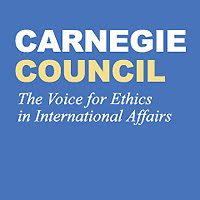 CARNEGIE
COUNCIL
The Voice for Ethics
in International Affairs